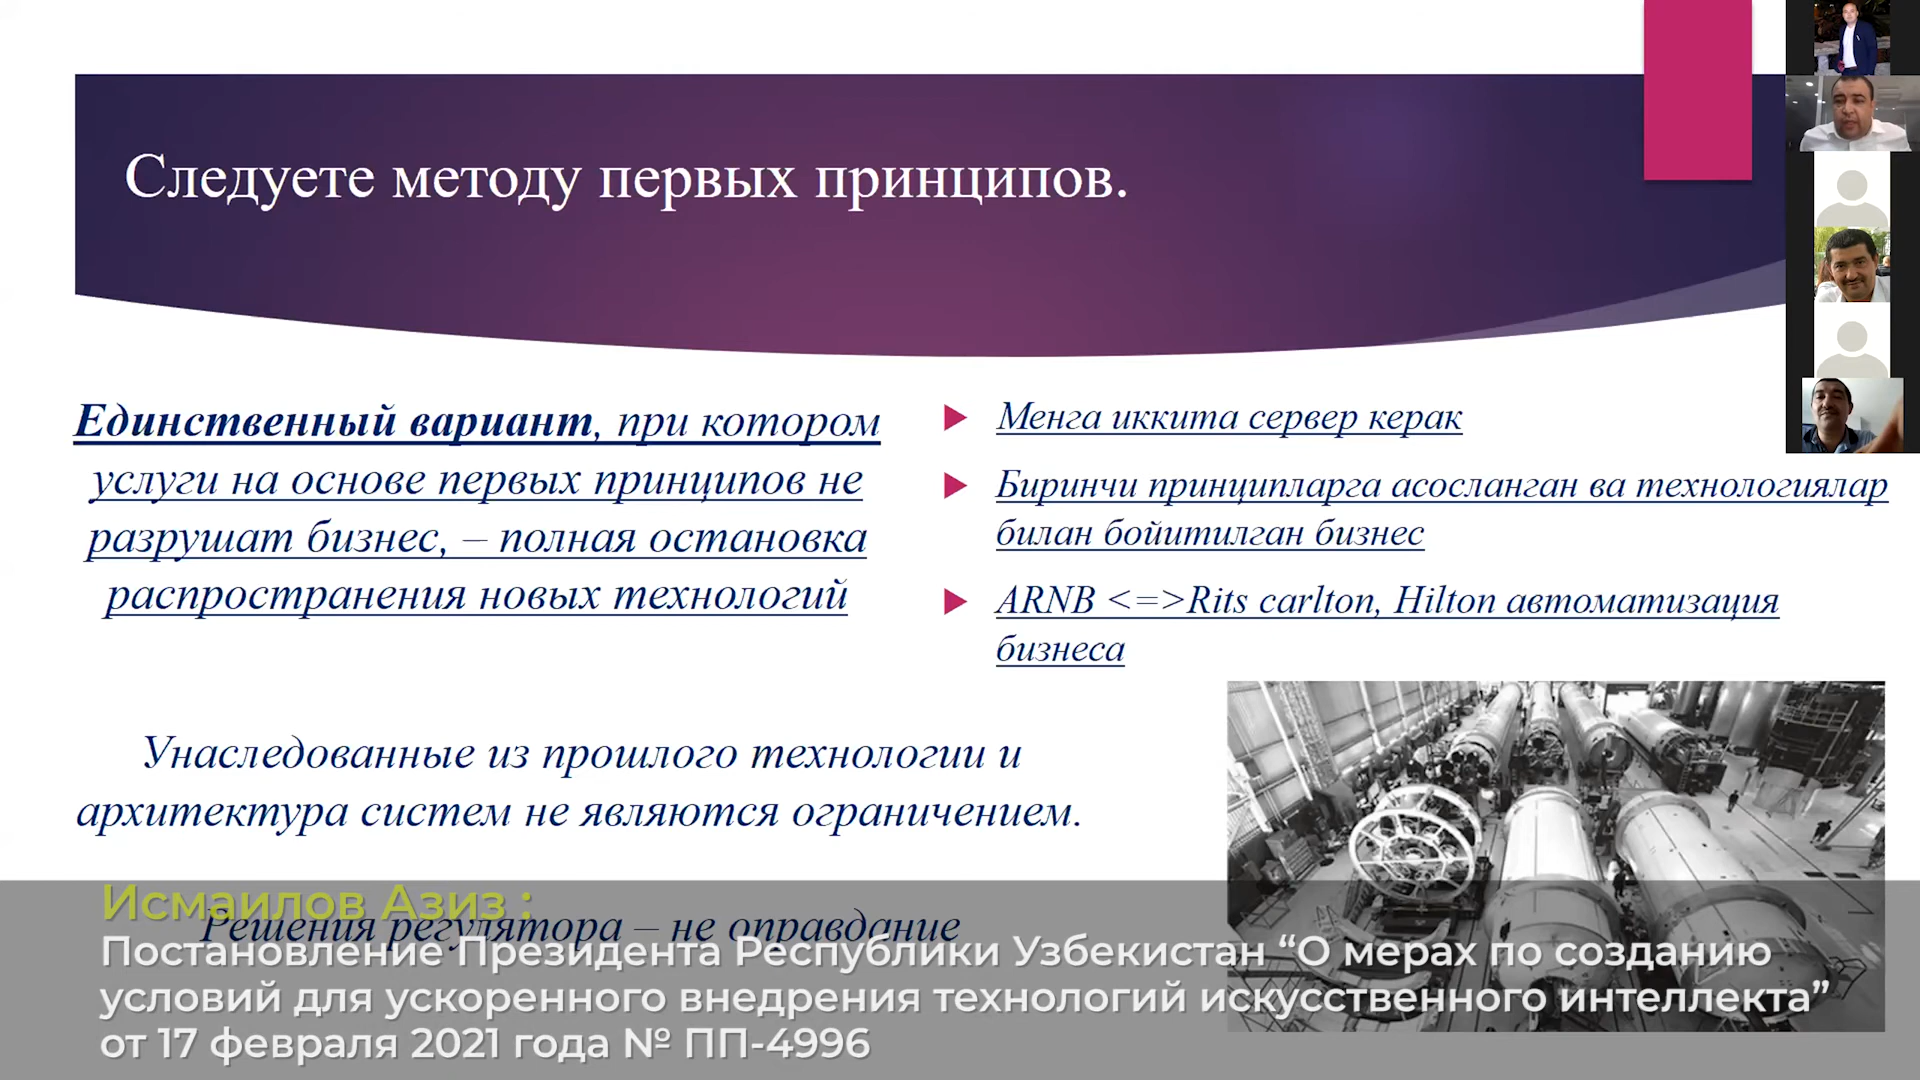 Следуете методу первых принципов.
Единственный вариант, при котором
услуги на основе первых принципов не
разрушат бизнес, – полная остановка
распространения новых технологий
Унаследованные из прошлого технологии и
архитектура систем не являются ограничением.
Решения регулятора – не оправдание
Менга иккита сервер керак
Биринчи принципларга асосланган ва технологиялар
билан бойитилган бизнес
ARNB <=>Rits carlton, Hilton автоматизация
бизнеса
Исмаилов Азиз :
Постановление Президента Республики Узбекистан “О мерах по созданию
условий для ускоренного внедрения технологий искусственного интеллекта”
от 17 февраля 2021 года № ПП-4996